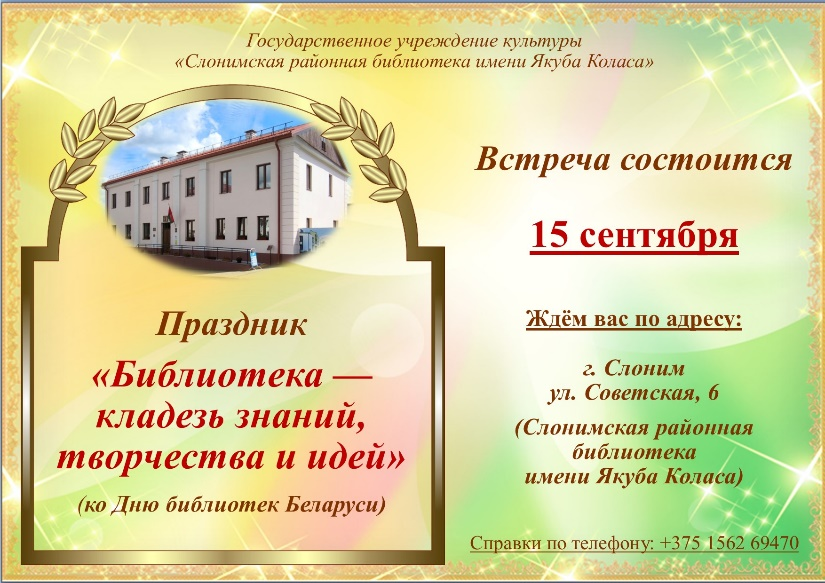 Государственное учреждение культуры
«Слонимская районная библиотека имени Якуба Коласа»
Праздник
«Библиотека —
кладезь знаний,
творчества и идей»
(ко Дню библиотек Беларуси)
Встреча состоится
15 сентября
Ждём вас по адресу:
г. Слоним
ул. Советская, 6
(Слонимская районная
библиотека
имени Якуба Коласа)
Справки по телефону: +375 1562 69470